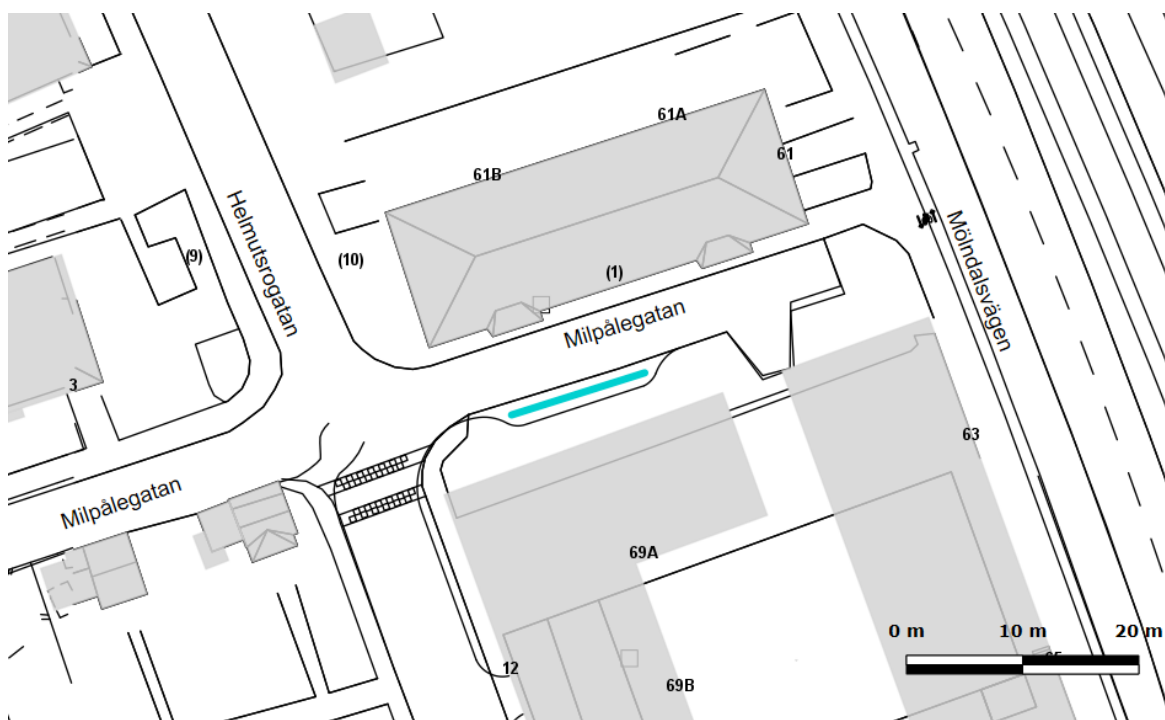 61A
61
61B
Helmutsrogatan
(9)
(10)
(1)
Mölndalsvägen
Milpålegatan
3
63
Milpålegatan
69A
0 m 10 m 20 m
12
69B